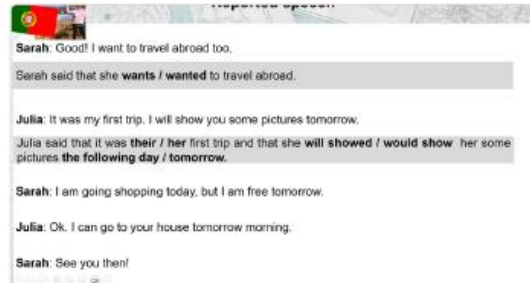 Reported speech
Sarah: Good! I want to travel abroad too.
Sarah said that she wants / wanted to travel abroad.
Julia: It was my first trip. I will show you some pictures tomorrow.
Julia said that it was their / her first trip and that she will showed / would show her some
pictures the following day / tomorrow.
Sarah: I am going shopping today, but I am free tomorrow.
Julia: Ok. I can go to your house tomorrow morning.
Sarah: See you then!